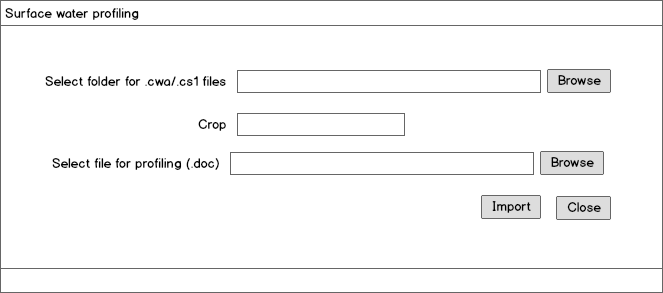 Surface water profiling
Select folder for .cwa/.cs1 files
Browse
Crop
Select file for profiling (.doc)
Browse
Import
Close